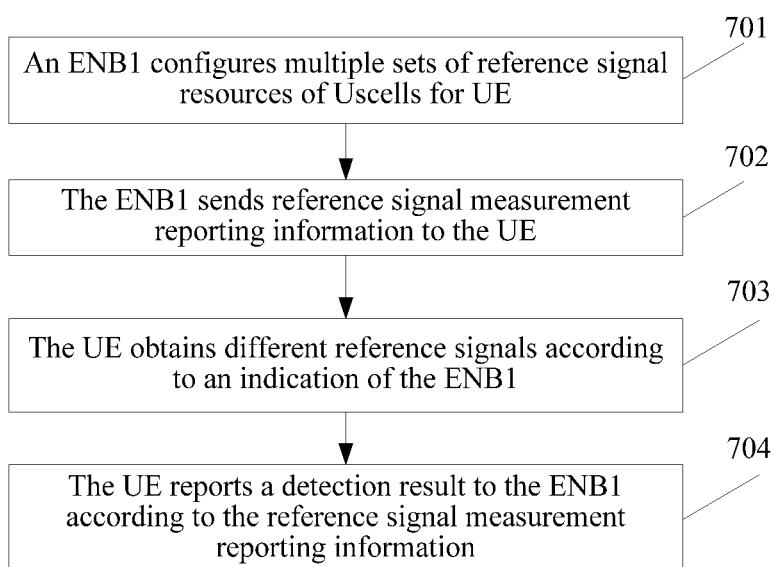 701
An ENB1 configures multiple sets of reference signal
resources of Uscells for UE
702
The ENB1 sends reference signal measurement
reporting information to the UE
703
The UE obtains different reference signals according
to an indication of the ENB1
704
The UE reports a detection result to the ENB1
according to the reference signal measurement
reporting information